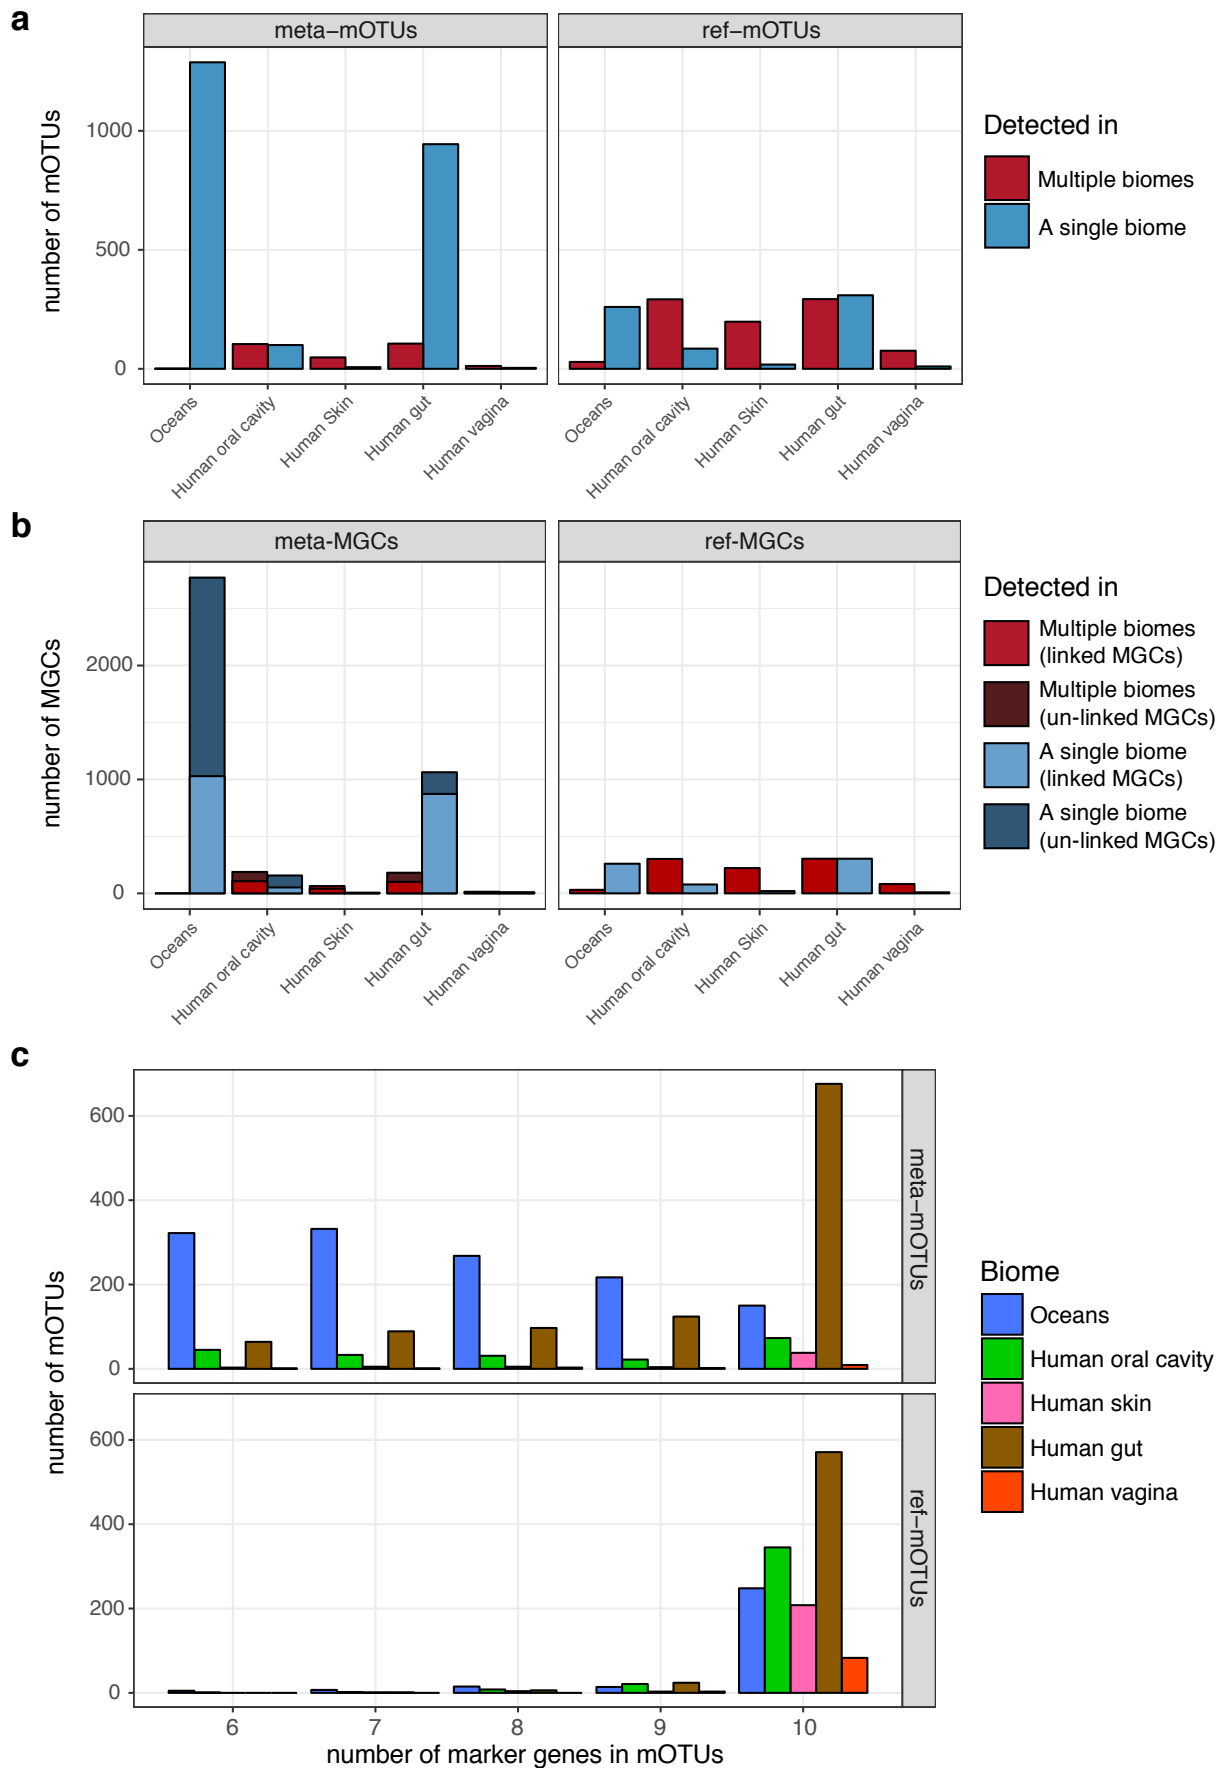 a
meta−mOTUs
ref−mOTUs
number of mOTUs
1000
500
0
Oceans
Human oral cavity
Human Skin
Human gut
Human vagina
Oceans
Human oral cavity
Human Skin
Human gut
Human vagina
Detected in
Multiple biomes
A single biome
b
meta-MGCs
ref-MGCs
number of MGCs
2000
1000
0
Oceans
Human oral cavity
Human Skin
Human gut
Human vagina
Oceans
Human oral cavity
Human Skin
Human gut
Human vagina
Detected in
Multiple biomes
(linked MGCs)
Multiple biomes
(un-linked MGCs)
A single biome
(linked MGCs)
A single biome
(un-linked MGCs)
c
number of mOTUs
600
400
200
0
meta−mOTUs
600
400
200
0
ref−mOTUs
6
7
8
9
10
number of marker genes in mOTUs
Biome
Oceans
Human oral cavity
Human skin
Human gut
Human vagina